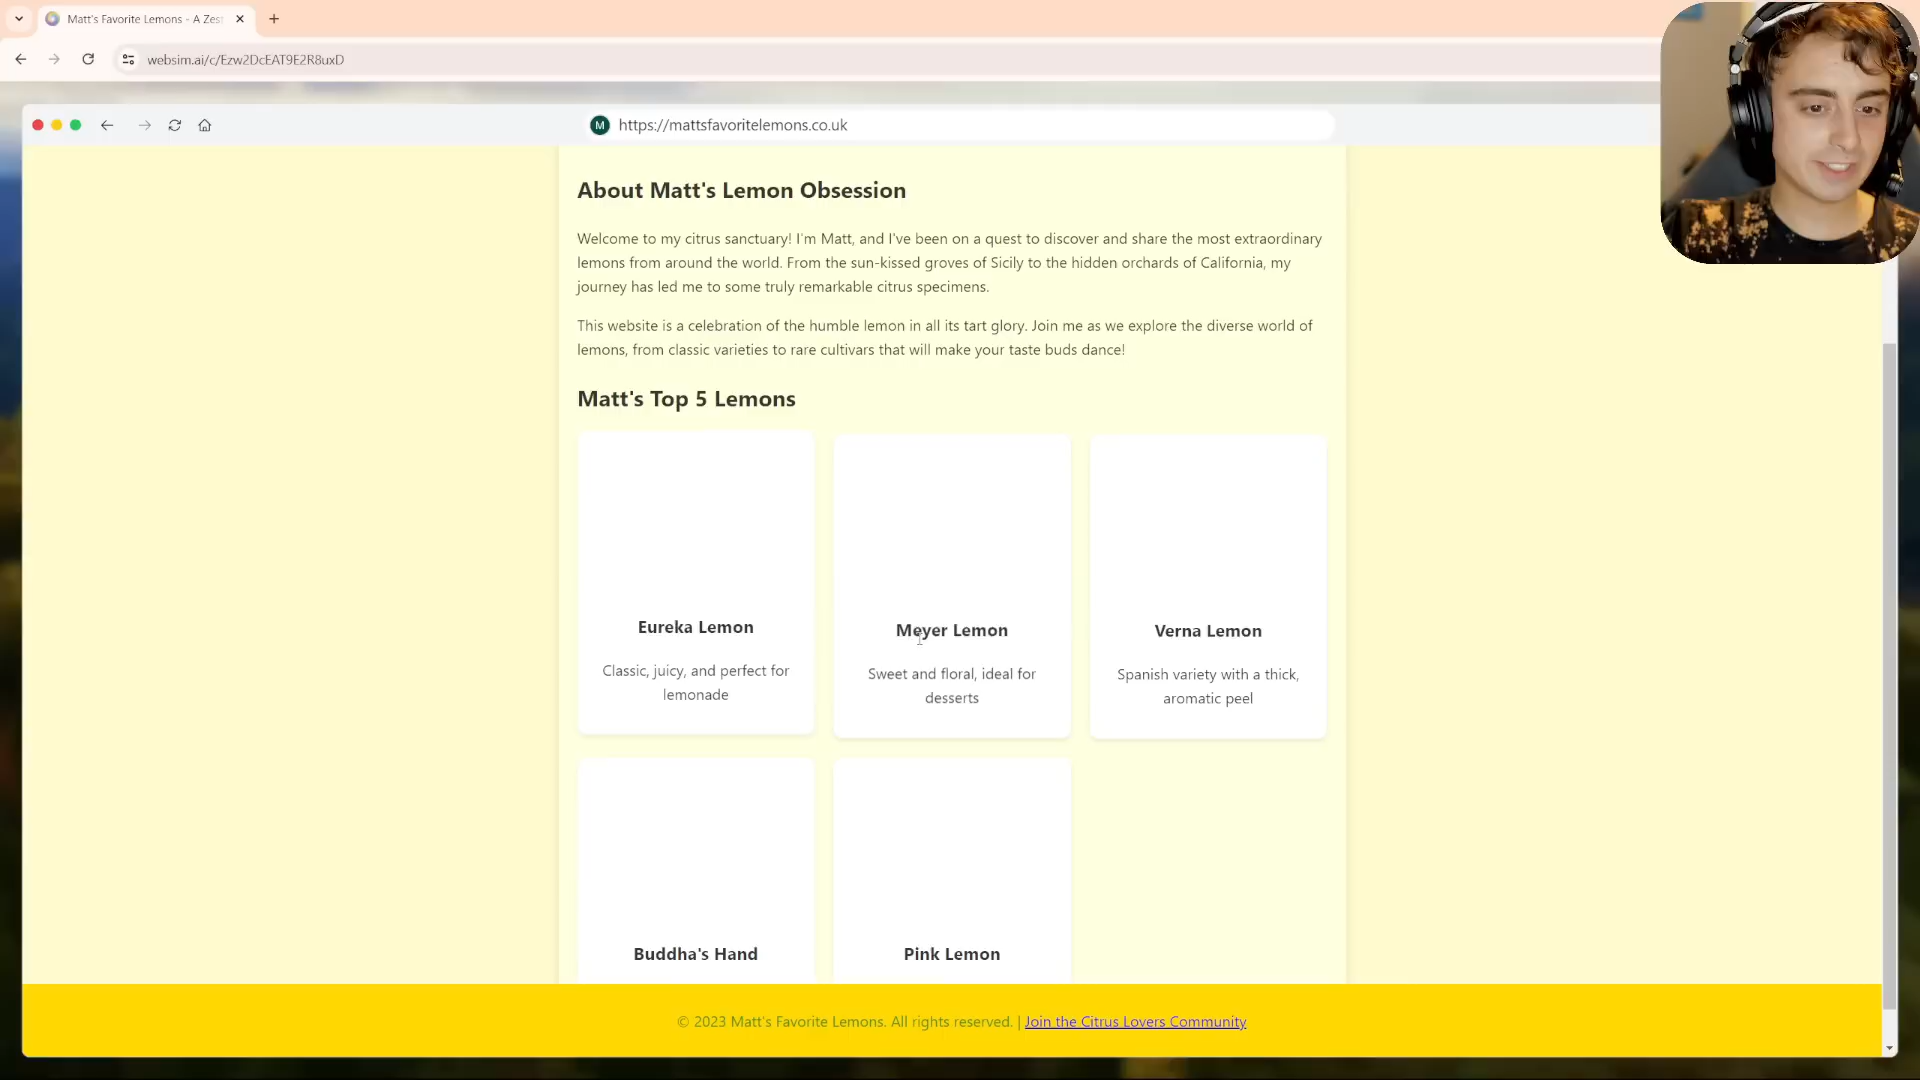 Matt's Favorite Lemons - A Zes
websim.ai/c/Ezw2DcEAT9E2R8uxD
M
https://mattsfavoritelemons.co.uk
About Matt's Lemon Obsession
Welcome to my citrus sanctuary! I'm Matt, and I've been on a quest to discover and share the most extraordinary
lemons from around the world. From the sun-kissed groves of Sicily to the hidden orchards of California, my
journey has led me to some truly remarkable citrus specimens.
This website is a celebration of the humble lemon in all its tart glory. Join me as we explore the diverse world of
lemons, from classic varieties to rare cultivars that will make your taste buds dance!
Matt's Top 5 Lemons
Eureka Lemon
Classic, juicy, and perfect for
lemonade
Meyer Lemon
Sweet and floral, ideal for
desserts
Verna Lemon
Spanish variety with a thick,
aromatic peel
Buddha's Hand
Pink Lemon
© 2023 Matt's Favorite Lemons. All rights reserved. | Join the Citrus Lovers Community